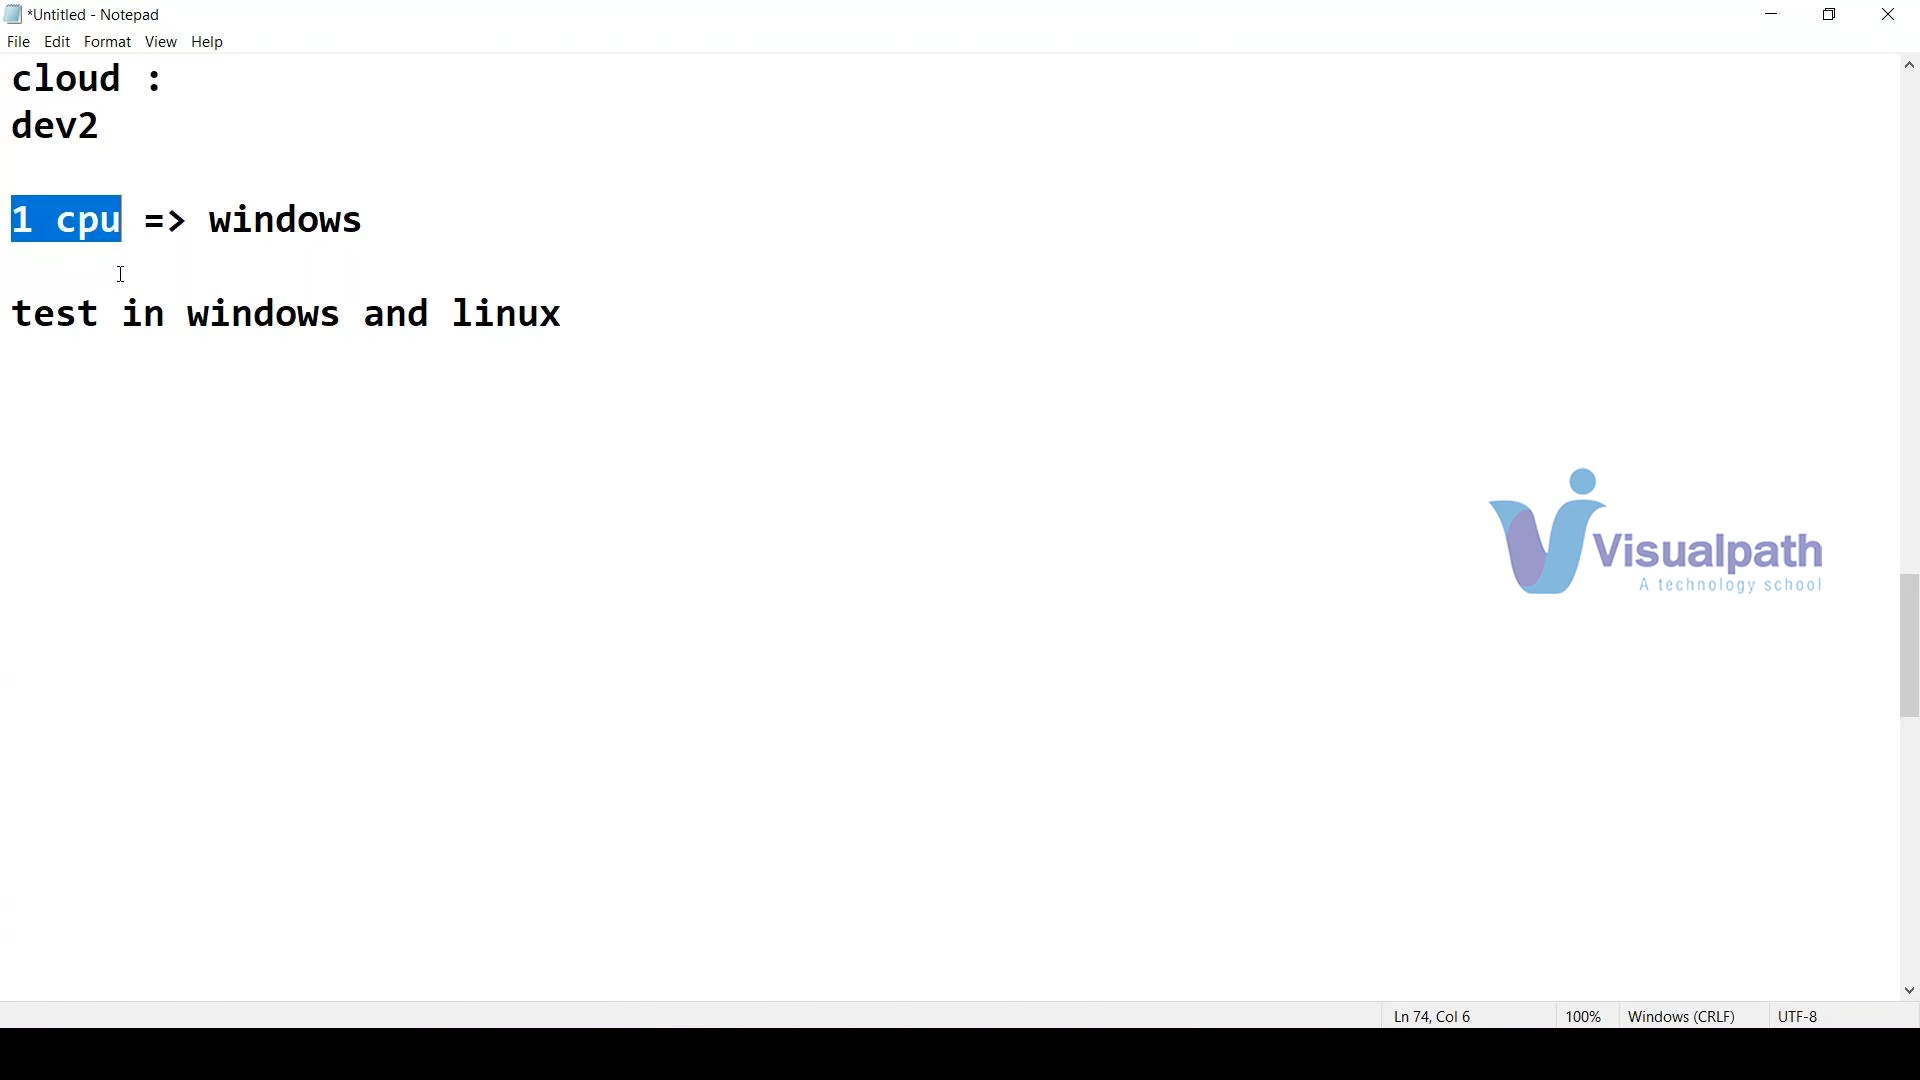 *Untitled - Notepad
File Edit Format View Help
cloud :
dev2
1 cpu => windows
test in windows and linux
Visualpath
A technology school
Ln 74, Col 6 100% Windows (CRLF) UTF-8